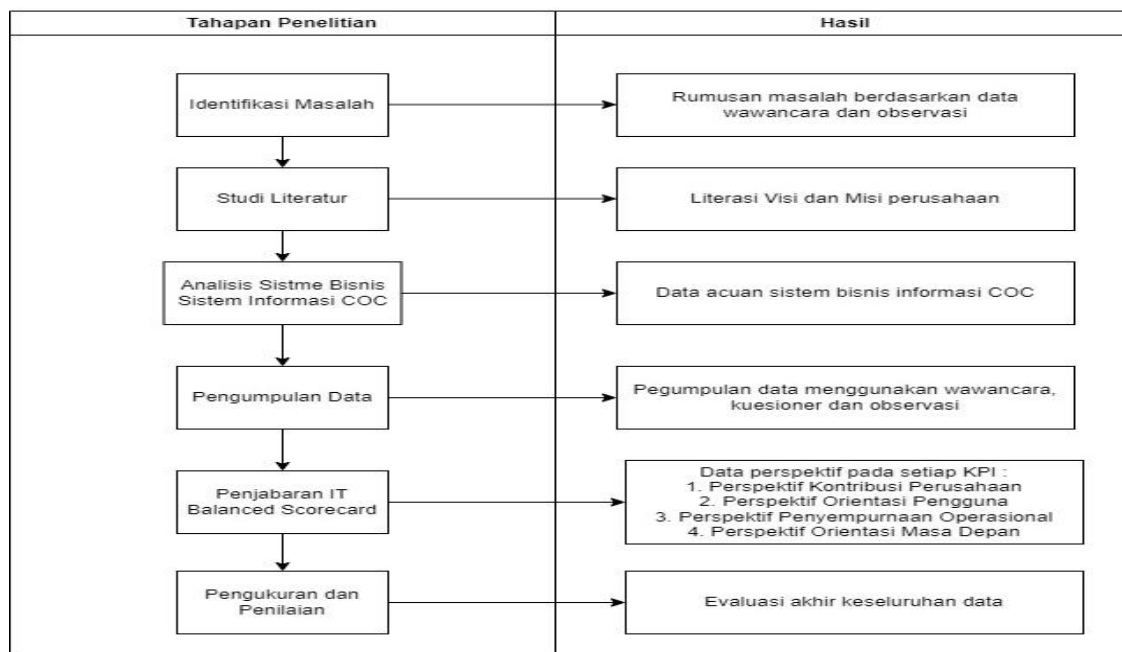 Tahapan Penelitian
Hasil
Identifikasi Masalah
Rumusan masalah berdasarkan data
wawancara dan observasi
Studi Literatur
Literasi Visi dan Misi perusahaan
Analisis Sistme Bisnis
Sistem Informasi COC
Data acuan sistem bisnis informasi COC
Pengumpulan Data
Pegumpulan data menggunakan wawancara,
kuesioner dan observasi
Penjabaran IT
Balanced Scorecard
Data perspektif pada setiap KPI :
1. Perspektif Kontribusi Perusahaan
2. Perspektif Orientasi Pengguna
3. Perspektif Penyempurnaan Operasional
4. Perspektif Orientasi Masa Depan
Pengukuran dan
Penilaian
Evaluasi akhir keseluruhan data